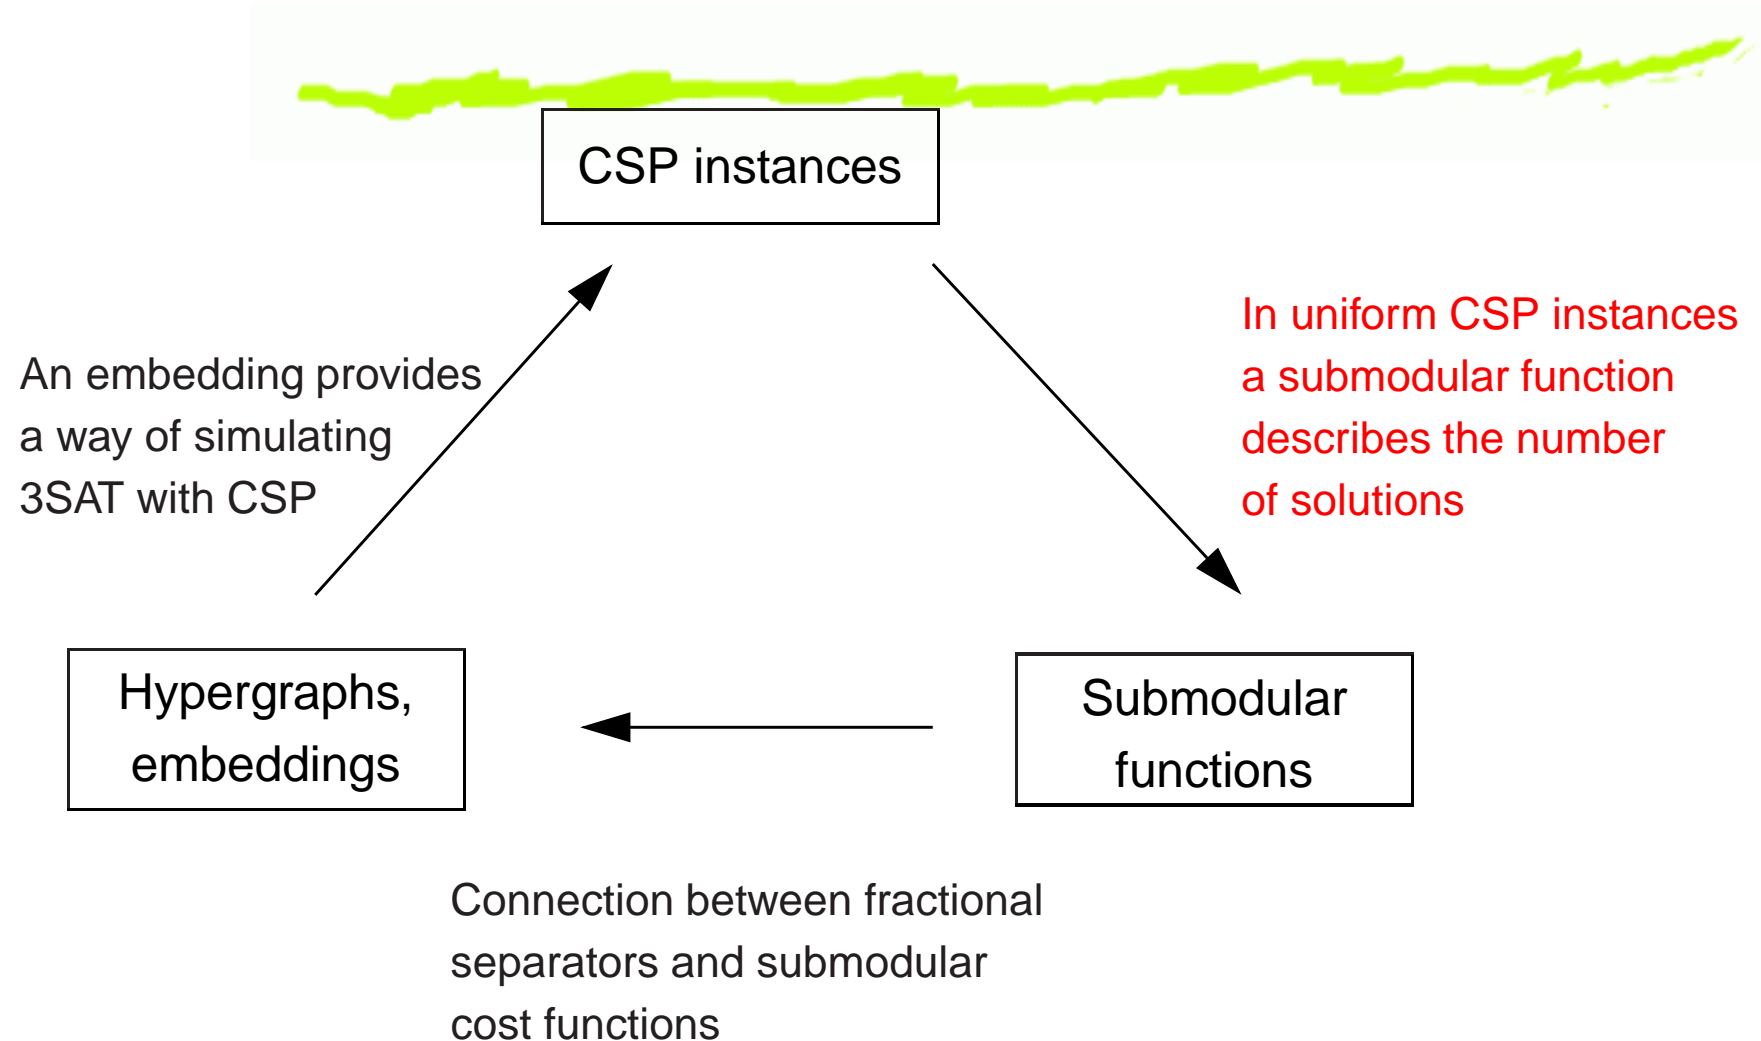 CSP instances
In uniform CSP instances
a submodular function
describes the number
of solutions
An embedding provides
a way of simulating
3SAT with CSP
Hypergraphs,
embeddings
Submodular
functions
Connection between fractional
separators and submodular
cost functions